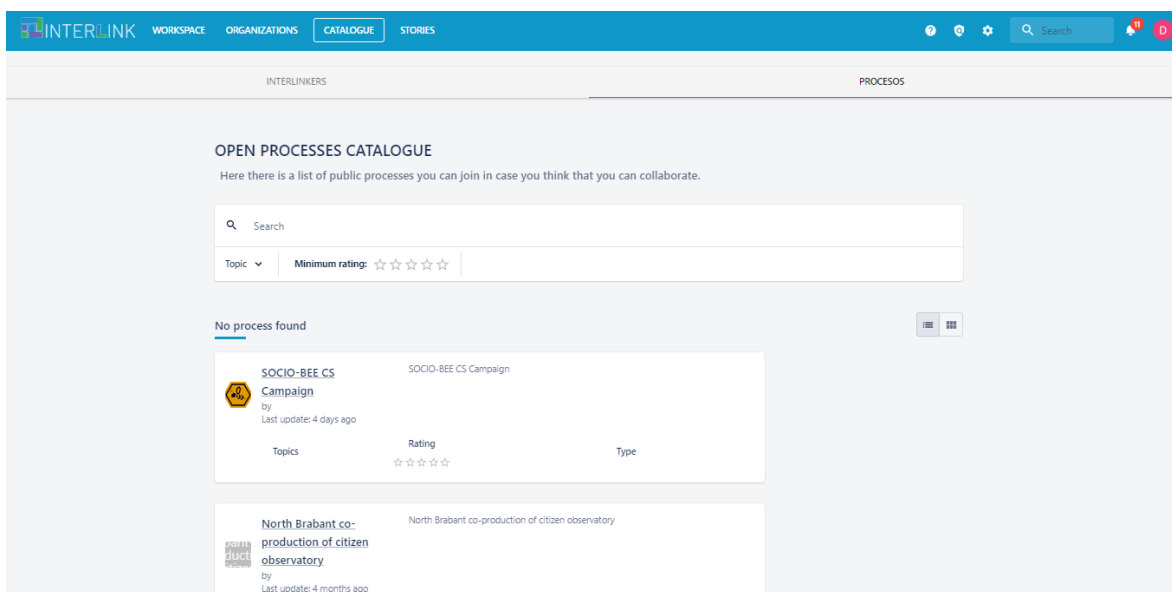 INTERLINK WORKSPACE ORGANIZATIONS CATALOGUE STORIES Search 11 D
INTERLINKERS PROCESOS
OPEN PROCESSES CATALOGUE
Here there is a list of public processes you can join in case you think that you can collaborate.
Search
Topic Minimum rating:
No process found
SOCIO-BEE CS
Campaign
by
Last update: 4 days ago
SOCIO-BEE CS Campaign
Topics Rating Type
North Brabant co-
production of citizen
observatory
by
Last update: 4 months ago
North Brabant co-production of citizen observatory